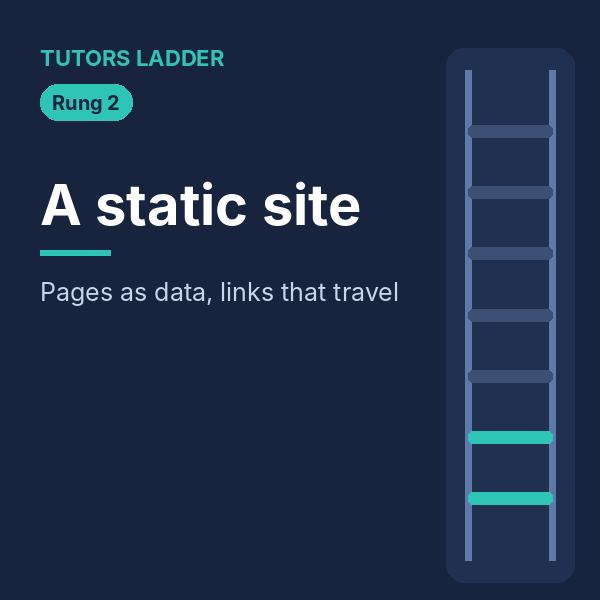 TUTORS LADDER
Rung 2
A static site
Pages as data, links that travel